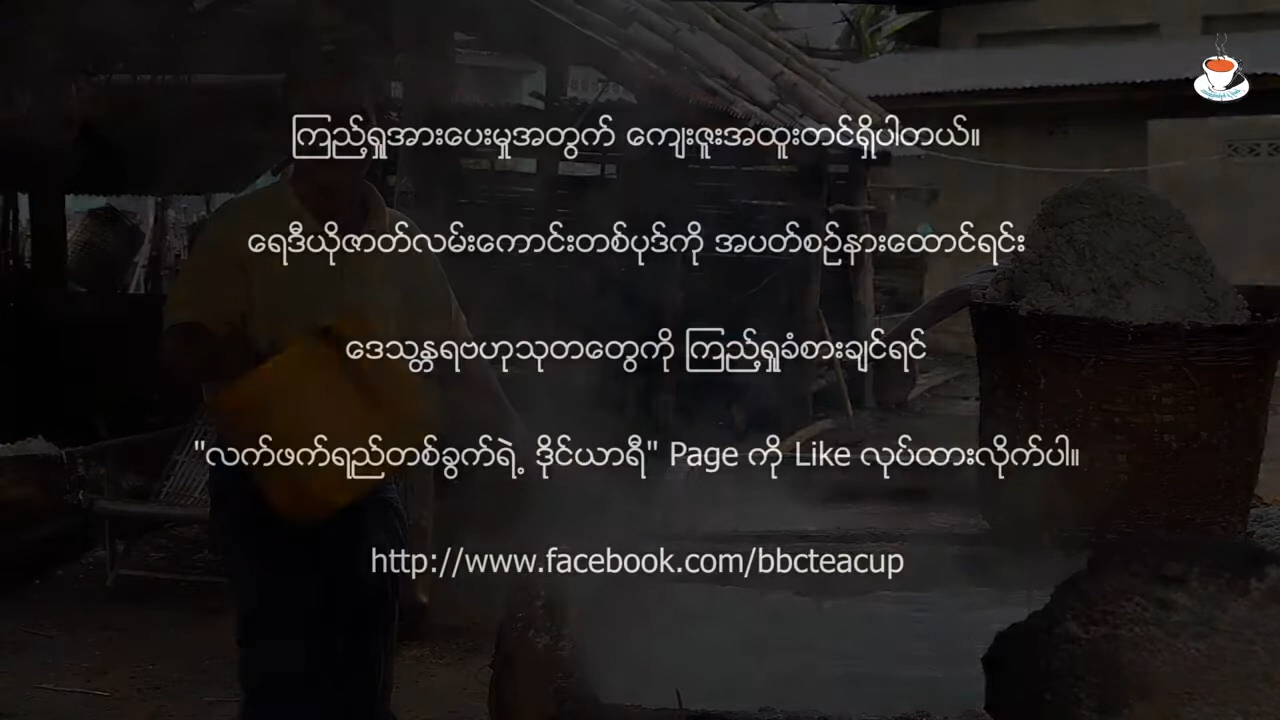 ကြည့်ရှုအားပေးမှုအတွက် ကျေးဇူးအထူးတင်ရှိပါတယ်။
ရေဒီယိုဇာတ်လမ်းကောင်းတစ်ပုဒ်ကို အပတ်စဉ်နားထောင်ရင်း
ဒေသန္တရဗဟုသုတတွေကို ကြည့်ရှုခံစားချင်ရင်
"လက်ဖက်ရည်တစ်ခွက်ရဲ့ ဒိုင်ယာရီ" Page ကို Like လုပ်ထားလိုက်ပါ။
http://www.facebook.com/bbcteacup